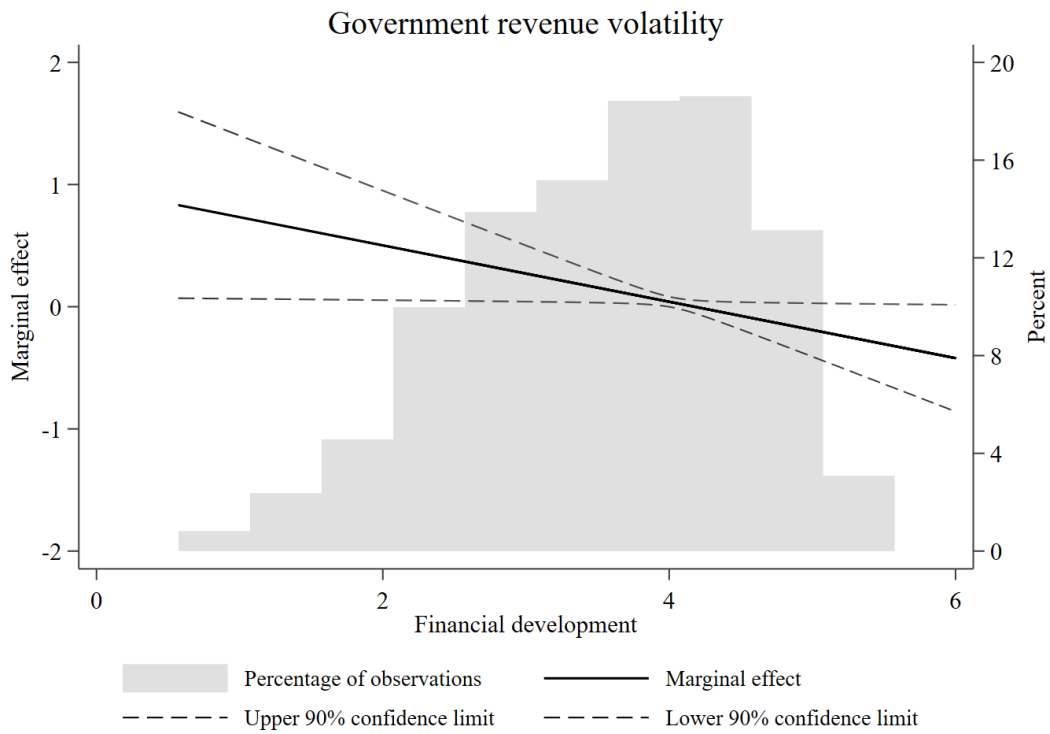 Government revenue volatility
2
1
0
-1
-2
Marginal effect
20
16
12
8
4
0
Percent
0 2 4 6
Financial development
Percentage of observations
Marginal effect
Upper 90% confidence limit
Lower 90% confidence limit